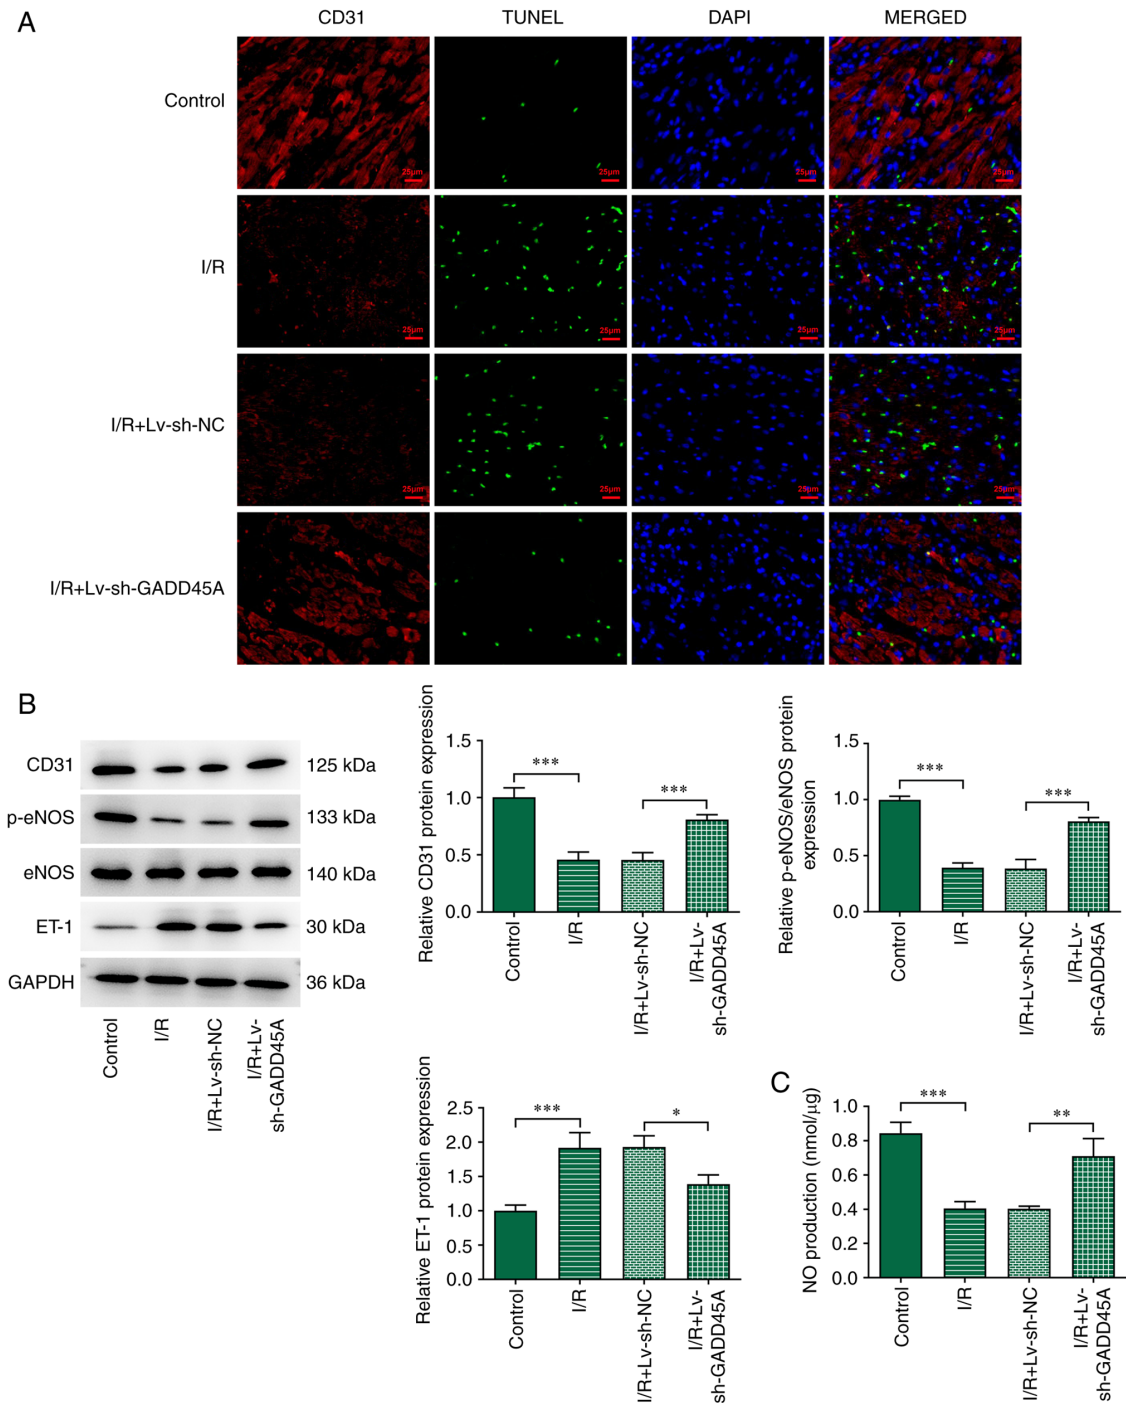 A
CD31
TUNEL
DAPI
MERGED
Control
25μm
25μm
25μm
25μm
I/R
25μm
25μm
25μm
25μm
I/R+Lv-sh-NC
25μm
25μm
25μm
25μm
I/R+Lv-sh-GADD45A
25μm
25μm
25μm
25μm
B
CD31
125 kDa
p-eNOS
133 kDa
eNOS
140 kDa
ET-1
30 kDa
GAPDH
36 kDa
Control
I/R
I/R+Lv-sh-NC
I/R+Lv-
sh-GADD45A
Relative CD31 protein expression
1.5
1.0
0.5
0.0
***
***
Control
I/R
I/R+Lv-sh-NC
I/R+Lv-
sh-GADD45A
Relative p-eNOS/eNOS protein
expression
1.5
1.0
0.5
0.0
***
***
Control
I/R
I/R+Lv-sh-NC
I/R+Lv-
sh-GADD45A
Relative ET-1 protein expression
2.5
2.0
1.5
1.0
0.5
0.0
***
*
Control
I/R
I/R+Lv-sh-NC
I/R+Lv-
sh-GADD45A
C
NO production (nmol/μg)
1.0
0.8
0.6
0.4
0.2
0.0
***
**
Control
I/R
I/R+Lv-sh-NC
I/R+Lv-
sh-GADD45A